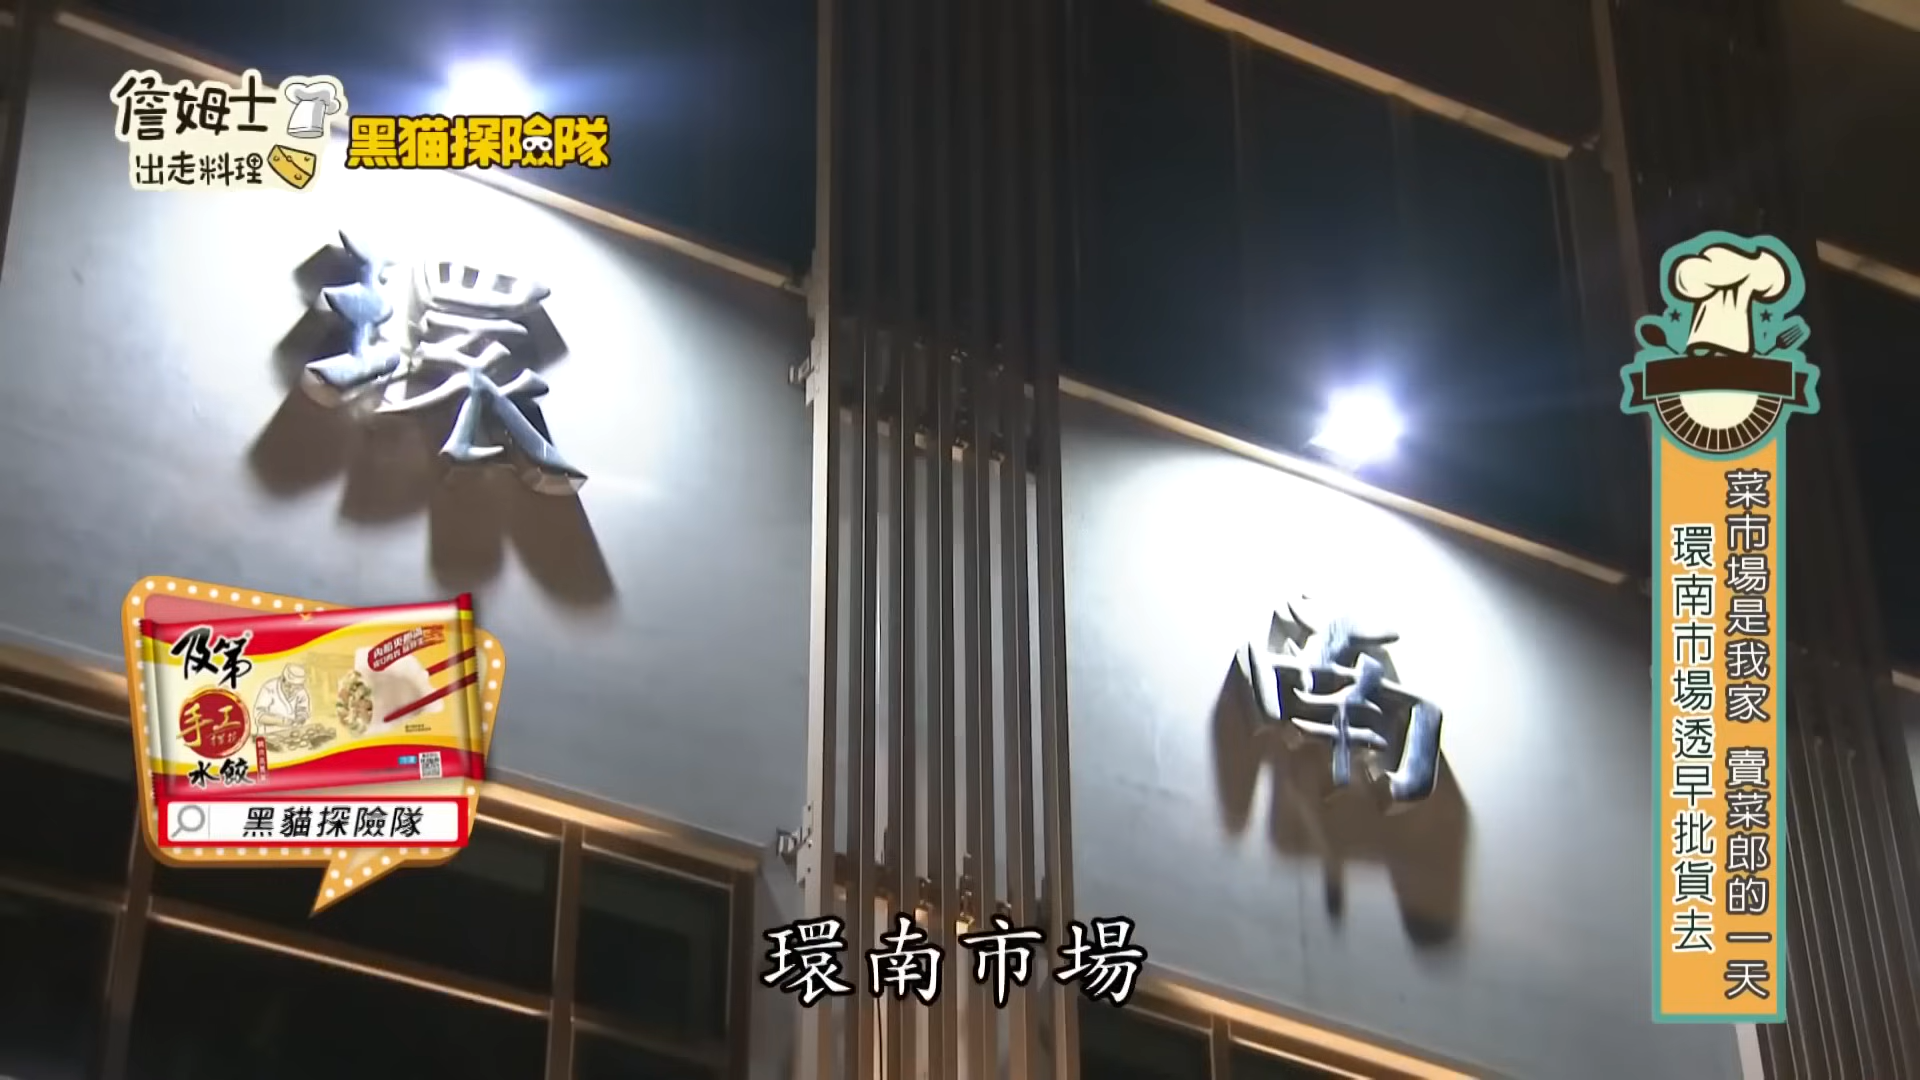 詹姆士
出走料理
黑猫探險隊
環
南
菜市場是我家 賣菜郎的一天
環南市場透早批貨去
及第
手工
水餃
黑貓探險隊
環南市場